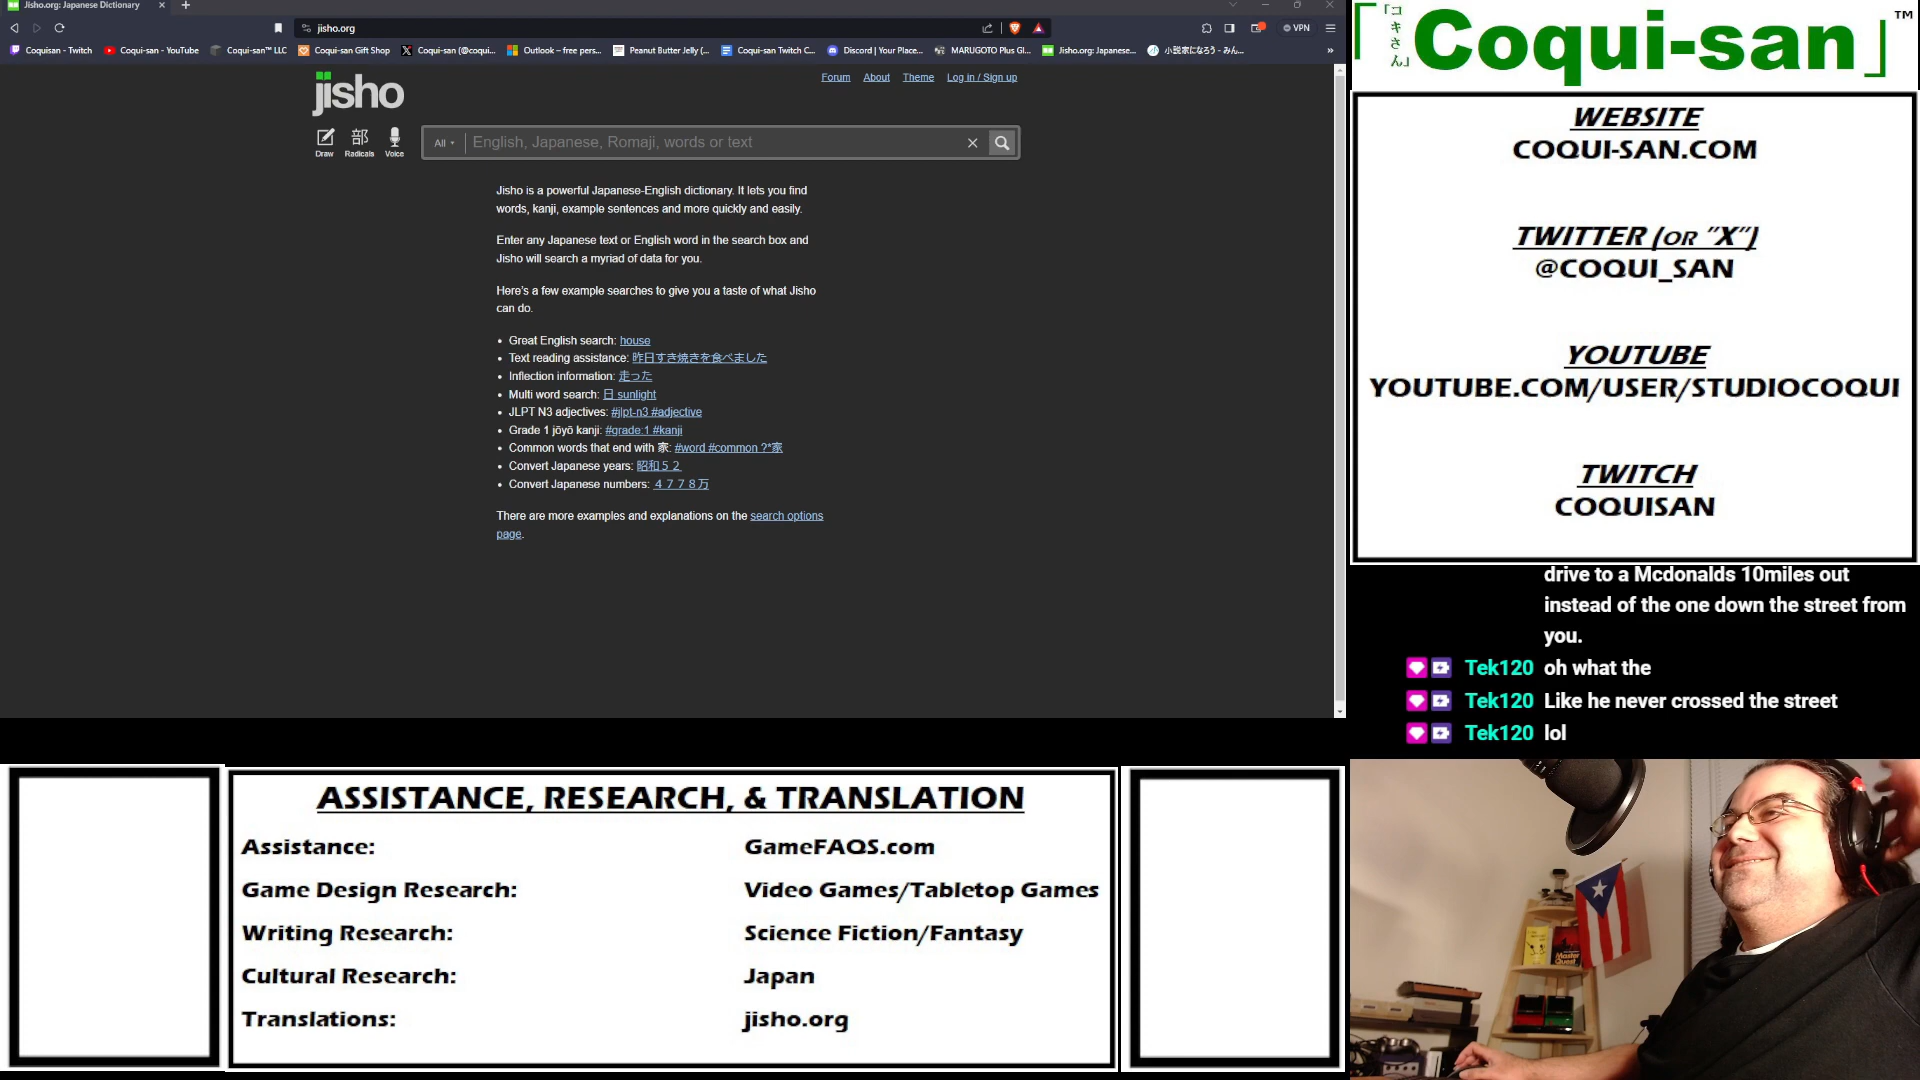 Jisho.org: Japanese Dictionary
jisho.org
VPN
Coquisan - Twitch
Coqui-san - YouTube
Coqui-san™ LLC
Coqui-san Gift Shop
Coqui-san (@coqui...
Outlook – free pers...
Peanut Butter Jelly (...
Coqui-san Twitch C...
Discord | Your Place...
MARUGOTO Plus Gi...
Jisho.org: Japanese...
小説家になろう - みん...
»
jisho
Forum
About
Theme
Log in / Sign up
部
Draw
Radicals
Voice
All
English, Japanese, Romaji, words or text
Jisho is a powerful Japanese-English dictionary. It lets you find
words, kanji, example sentences and more quickly and easily.
Enter any Japanese text or English word in the search box and
Jisho will search a myriad of data for you.
Here's a few example searches to give you a taste of what Jisho
can do.
• Great English search: house
• Text reading assistance: 昨日すき焼きを食べました
• Inflection information: 走った
• Multi word search: 日 sunlight
• JLPT N3 adjectives: #jlpt-n3 #adjective
• Grade 1 jōyō kanji: #grade:1 #kanji
• Common words that end with 家: #word #common ?*家
• Convert Japanese years: 昭和５２
• Convert Japanese numbers: ４７７８万
There are more examples and explanations on the search options
page.
「「コキさん」Coqui-san」™
WEBSITE
COQUI-SAN.COM
TWITTER (OR "X")
@COQUI_SAN
YOUTUBE
YOUTUBE.COM/USER/STUDIOCOQUI
TWITCH
COQUISAN
drive to a Mcdonalds 10miles out
instead of the one down the street from
you.
Tek120 oh what the
Tek120 Like he never crossed the street
Tek120 lol
ASSISTANCE, RESEARCH, & TRANSLATION
Assistance: GameFAQS.com
Game Design Research: Video Games/Tabletop Games
Writing Research: Science Fiction/Fantasy
Cultural Research: Japan
Translations: jisho.org
Master
Quest